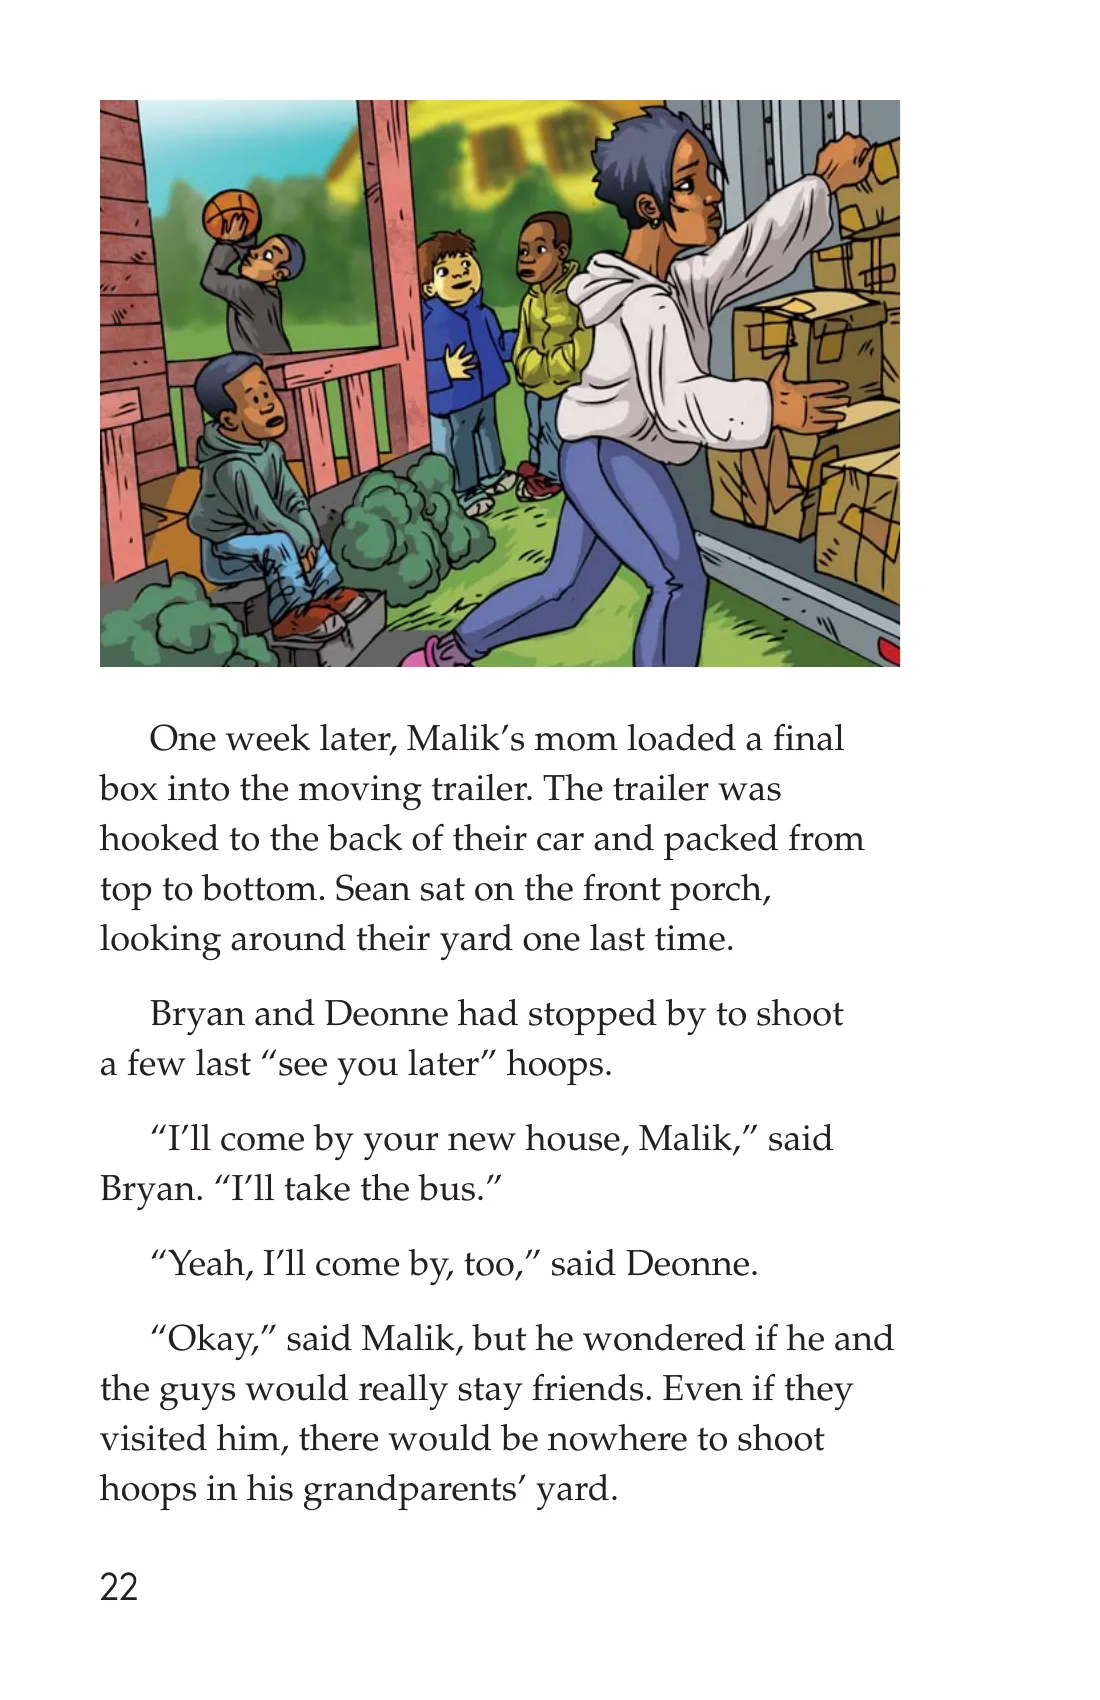 One week later, Malik’s mom loaded a final
box into the moving trailer. The trailer was
hooked to the back of their car and packed from
top to bottom. Sean sat on the front porch,
looking around their yard one last time.
Bryan and Deonne had stopped by to shoot
a few last “see you later” hoops.
“I’ll come by your new house, Malik,” said
Bryan. “I’ll take the bus.”
“Yeah, I’ll come by, too,” said Deonne.
“Okay,” said Malik, but he wondered if he and
the guys would really stay friends. Even if they
visited him, there would be nowhere to shoot
hoops in his grandparents’ yard.
22